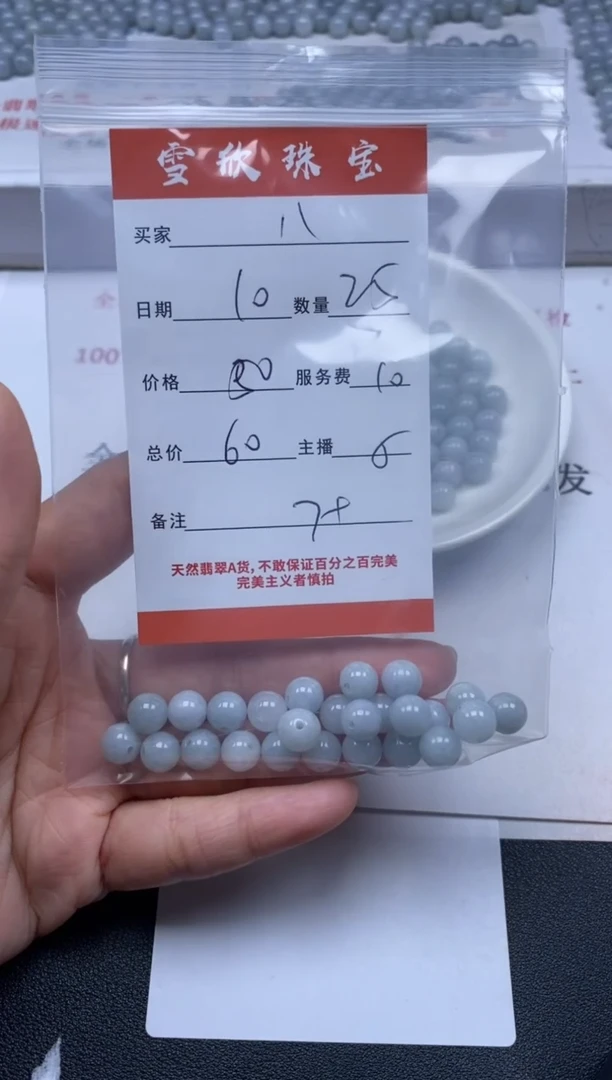 雪欣珠宝
买家 八
日期 10 数量 25
价格 50 服务费 10
总价 60 主播 6
备注
天然翡翠A货,不敢保证百分之百完美
完美主义者慎拍
100
发